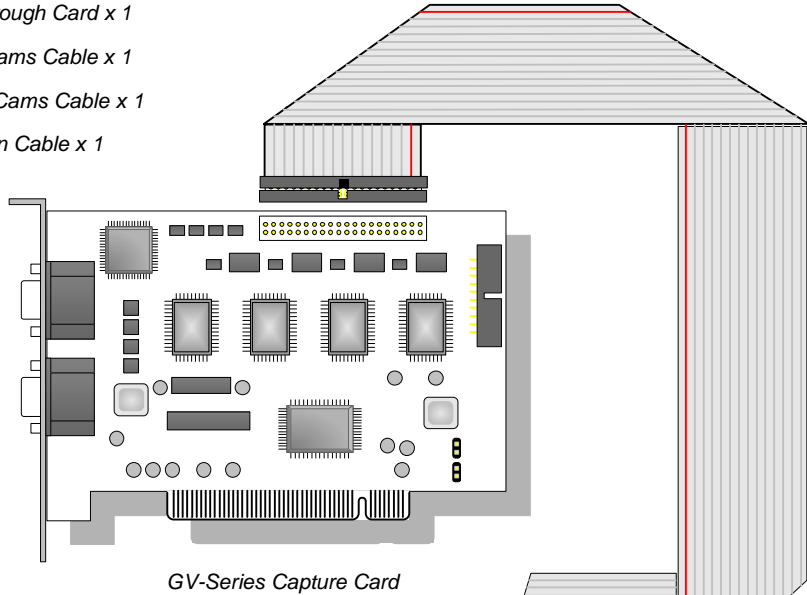 ough Card x 1
ams Cable x 1
Cams Cable x 1
n Cable x 1
GV-Series Capture Card